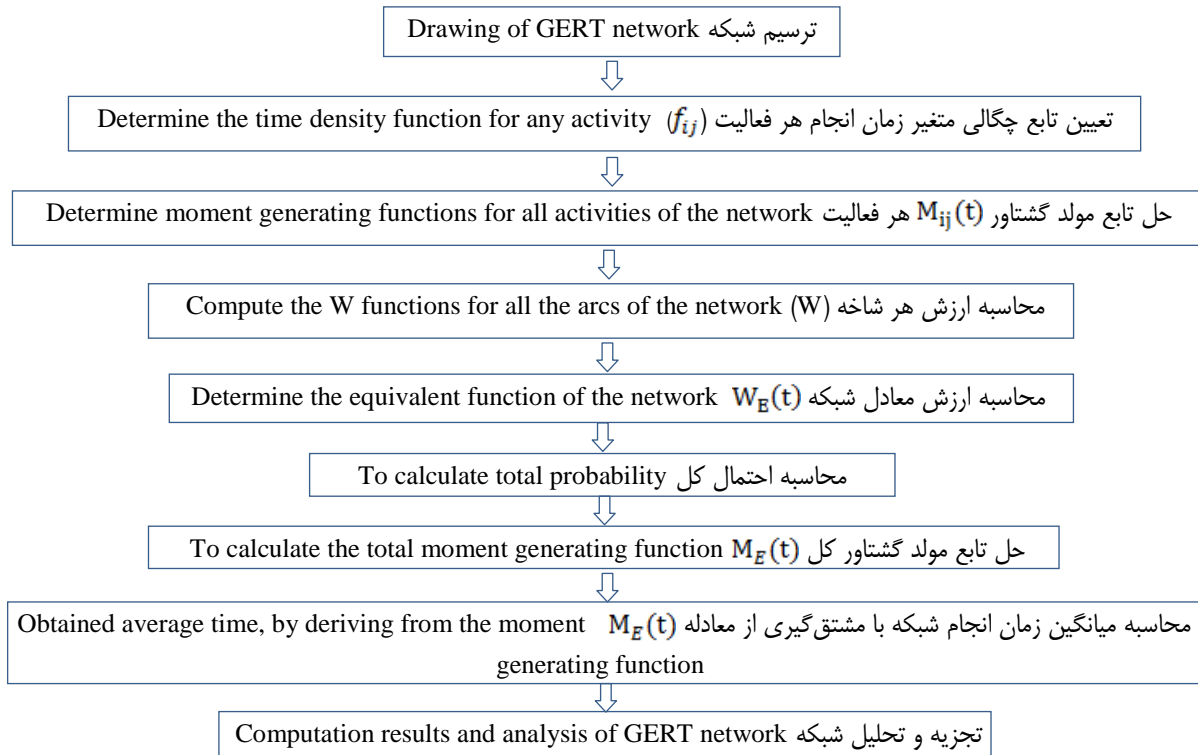 Drawing of GERT network ترسیم شبکه
Determine the time density function for any activity (f_{ij}) تعیین تابع چگالی متغیر زمان انجام هر فعالیت
Determine moment generating functions for all activities of the network هر فعالیت M_{ij}(t) حل تابع مولد گشتاور
Compute the W functions for all the arcs of the network (W) محاسبه ارزش هر شاخه
Determine the equivalent function of the network W_E(t) محاسبه ارزش معادل شبکه
To calculate total probability محاسبه احتمال کل
To calculate the total moment generating function M_E(t) حل تابع مولد گشتاور کل
Obtained average time, by deriving from the moment M_E(t) محاسبه میانگین زمان انجام شبکه با مشتق‌گیری از معادله
generating function
Computation results and analysis of GERT network تجزیه و تحلیل شبکه